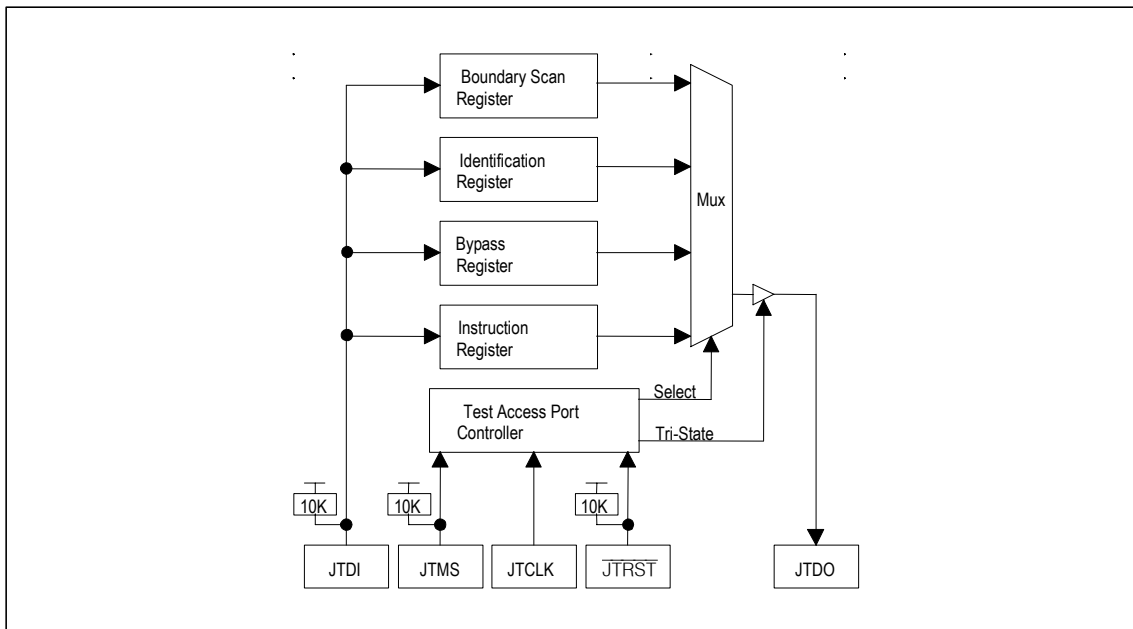 Boundary Scan
Register
Identification
Register
Mux
Bypass
Register
Instruction
Register
Select
Test Access Port
Controller
Tri-State
10K
10K
10K
JTDI
JTMS
JTCLK
JTRST
JTDO